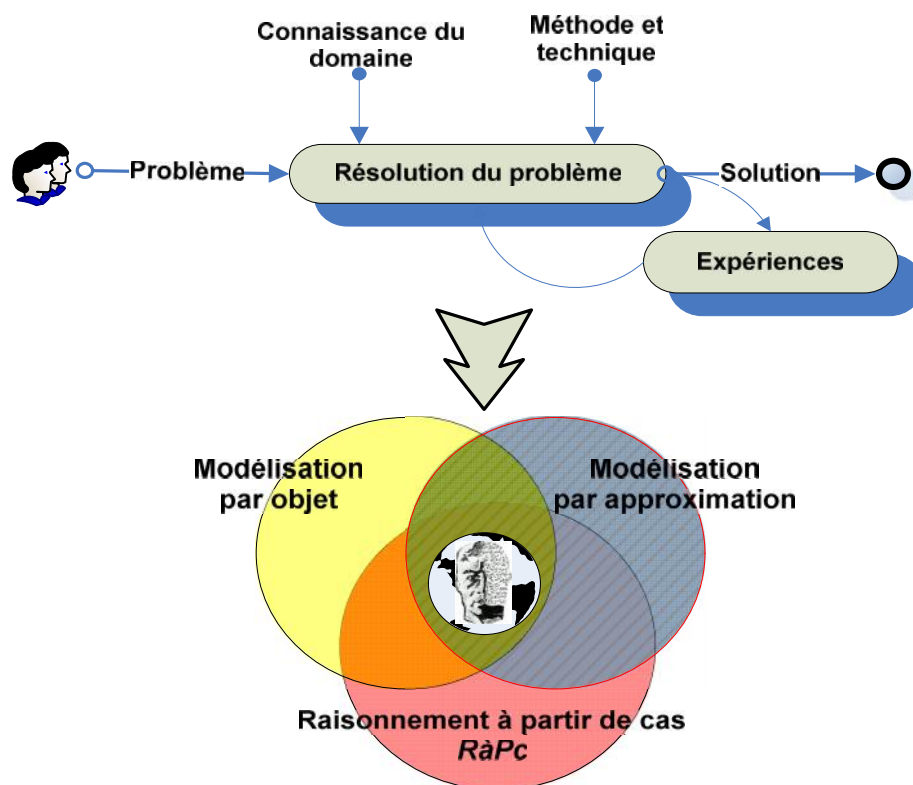 Connaissance du
domaine
Méthode et
technique
Problème
Résolution du problème
Solution
Expériences
Modélisation
par objet
Modélisation
par approximation
Raisonnement à partir de cas
RàPc